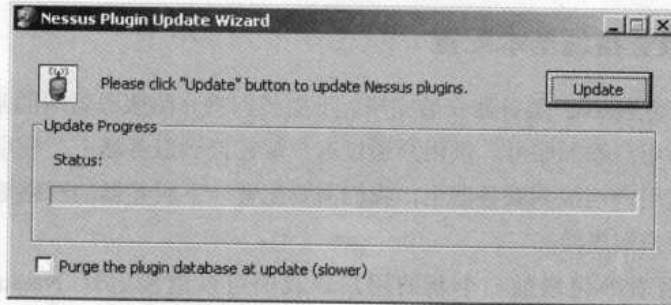 Nessus Plugin Update Wizard
Please click "Update" button to update Nessus plugins.
Update
Update Progress
Status:
Purge the plugin database at update (slower)